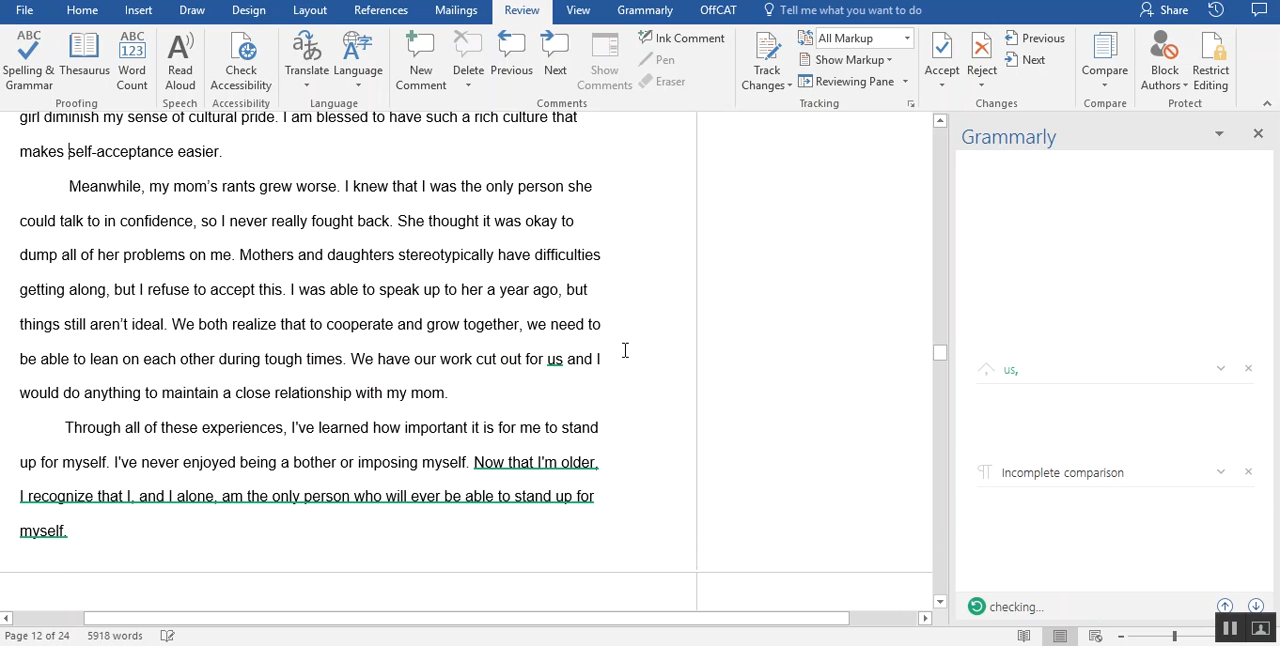 File Home Insert Draw Design Layout References Mailings Review View Grammarly OffCAT Tell me what you want to do Share
ABC Spelling & Grammar
Thesaurus
ABC 123 Word Count
Proofing
A Read Aloud
Speech
Check Accessibility
Accessibility
Translate
Language
Language
New Comment
Delete
Previous
Next
Show Comments
Ink Comment
Pen
Eraser
Comments
Track Changes
All Markup
Show Markup
Reviewing Pane
Tracking
Accept
Reject
Previous
Next
Changes
Compare
Compare
Block Authors
Restrict Editing
Protect
girl diminish my sense of cultural pride. I am blessed to have such a rich culture that
makes self-acceptance easier.
Meanwhile, my mom’s rants grew worse. I knew that I was the only person she
could talk to in confidence, so I never really fought back. She thought it was okay to
dump all of her problems on me. Mothers and daughters stereotypically have difficulties
getting along, but I refuse to accept this. I was able to speak up to her a year ago, but
things still aren’t ideal. We both realize that to cooperate and grow together, we need to
be able to lean on each other during tough times. We have our work cut out for us and I
would do anything to maintain a close relationship with my mom.
Through all of these experiences, I've learned how important it is for me to stand
up for myself. I've never enjoyed being a bother or imposing myself. Now that I'm older,
I recognize that I, and I alone, am the only person who will ever be able to stand up for
myself.
Grammarly
us,
Incomplete comparison
checking...
Page 12 of 24 5918 words